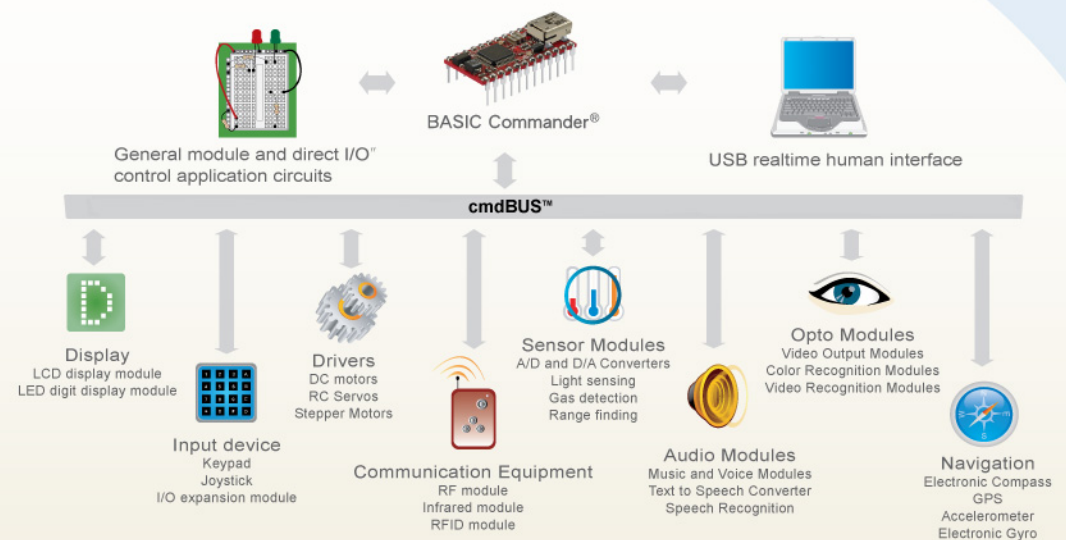 BASIC Commander®
General module and direct I/O"
control application circuits
USB realtime human interface
cmdBUS™
Display
LCD display module
LED digit display module
Input device
Keypad
Joystick
I/O expansion module
Drivers
DC motors
RC Servos
Stepper Motors
Communication Equipment
RF module
Infrared module
RFID module
Sensor Modules
A/D and D/A Converters
Light sensing
Gas detection
Range finding
Audio Modules
Music and Voice Modules
Text to Speech Converter
Speech Recognition
Opto Modules
Video Output Modules
Color Recognition Modules
Video Recognition Modules
Navigation
Electronic Compass
GPS
Accelerometer
Electronic Gyro